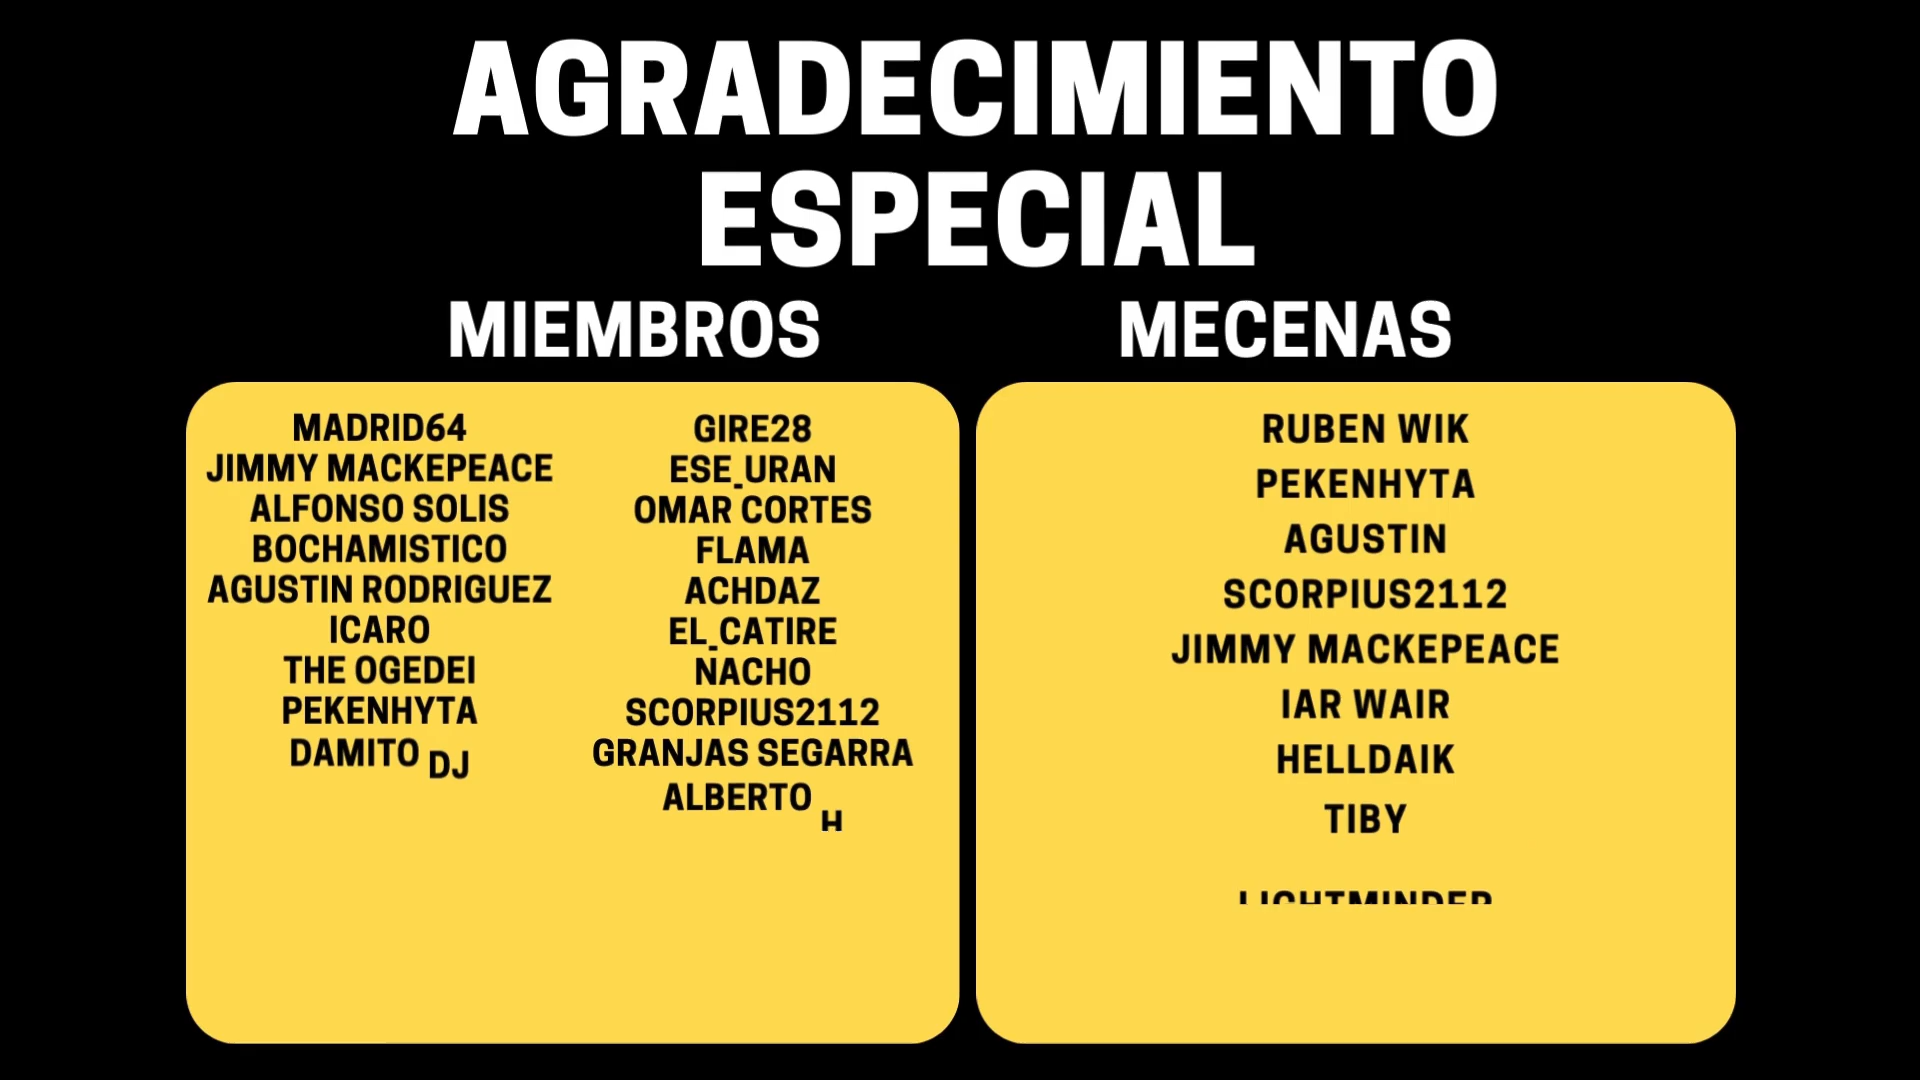 AGRADECIMIENTO
ESPECIAL
MIEMBROS
MADRID64
JIMMY MACKEPEACE
ALFONSO SOLIS
BOCHAMISTICO
AGUSTIN RODRIGUEZ
ICARO
THE OGEDEI
PEKENHYTA
DAMITO DJ
GIRE28
ESE_URAN
OMAR CORTES
FLAMA
ACHDAZ
EL_CATIRE
NACHO
SCORPIUS2112
GRANJAS SEGARRA
ALBERTO
MECENAS
RUBEN WIK
PEKENHYTA
AGUSTIN
SCORPIUS2112
JIMMY MACKEPEACE
IAR WAIR
HELLDAIK
TIBY